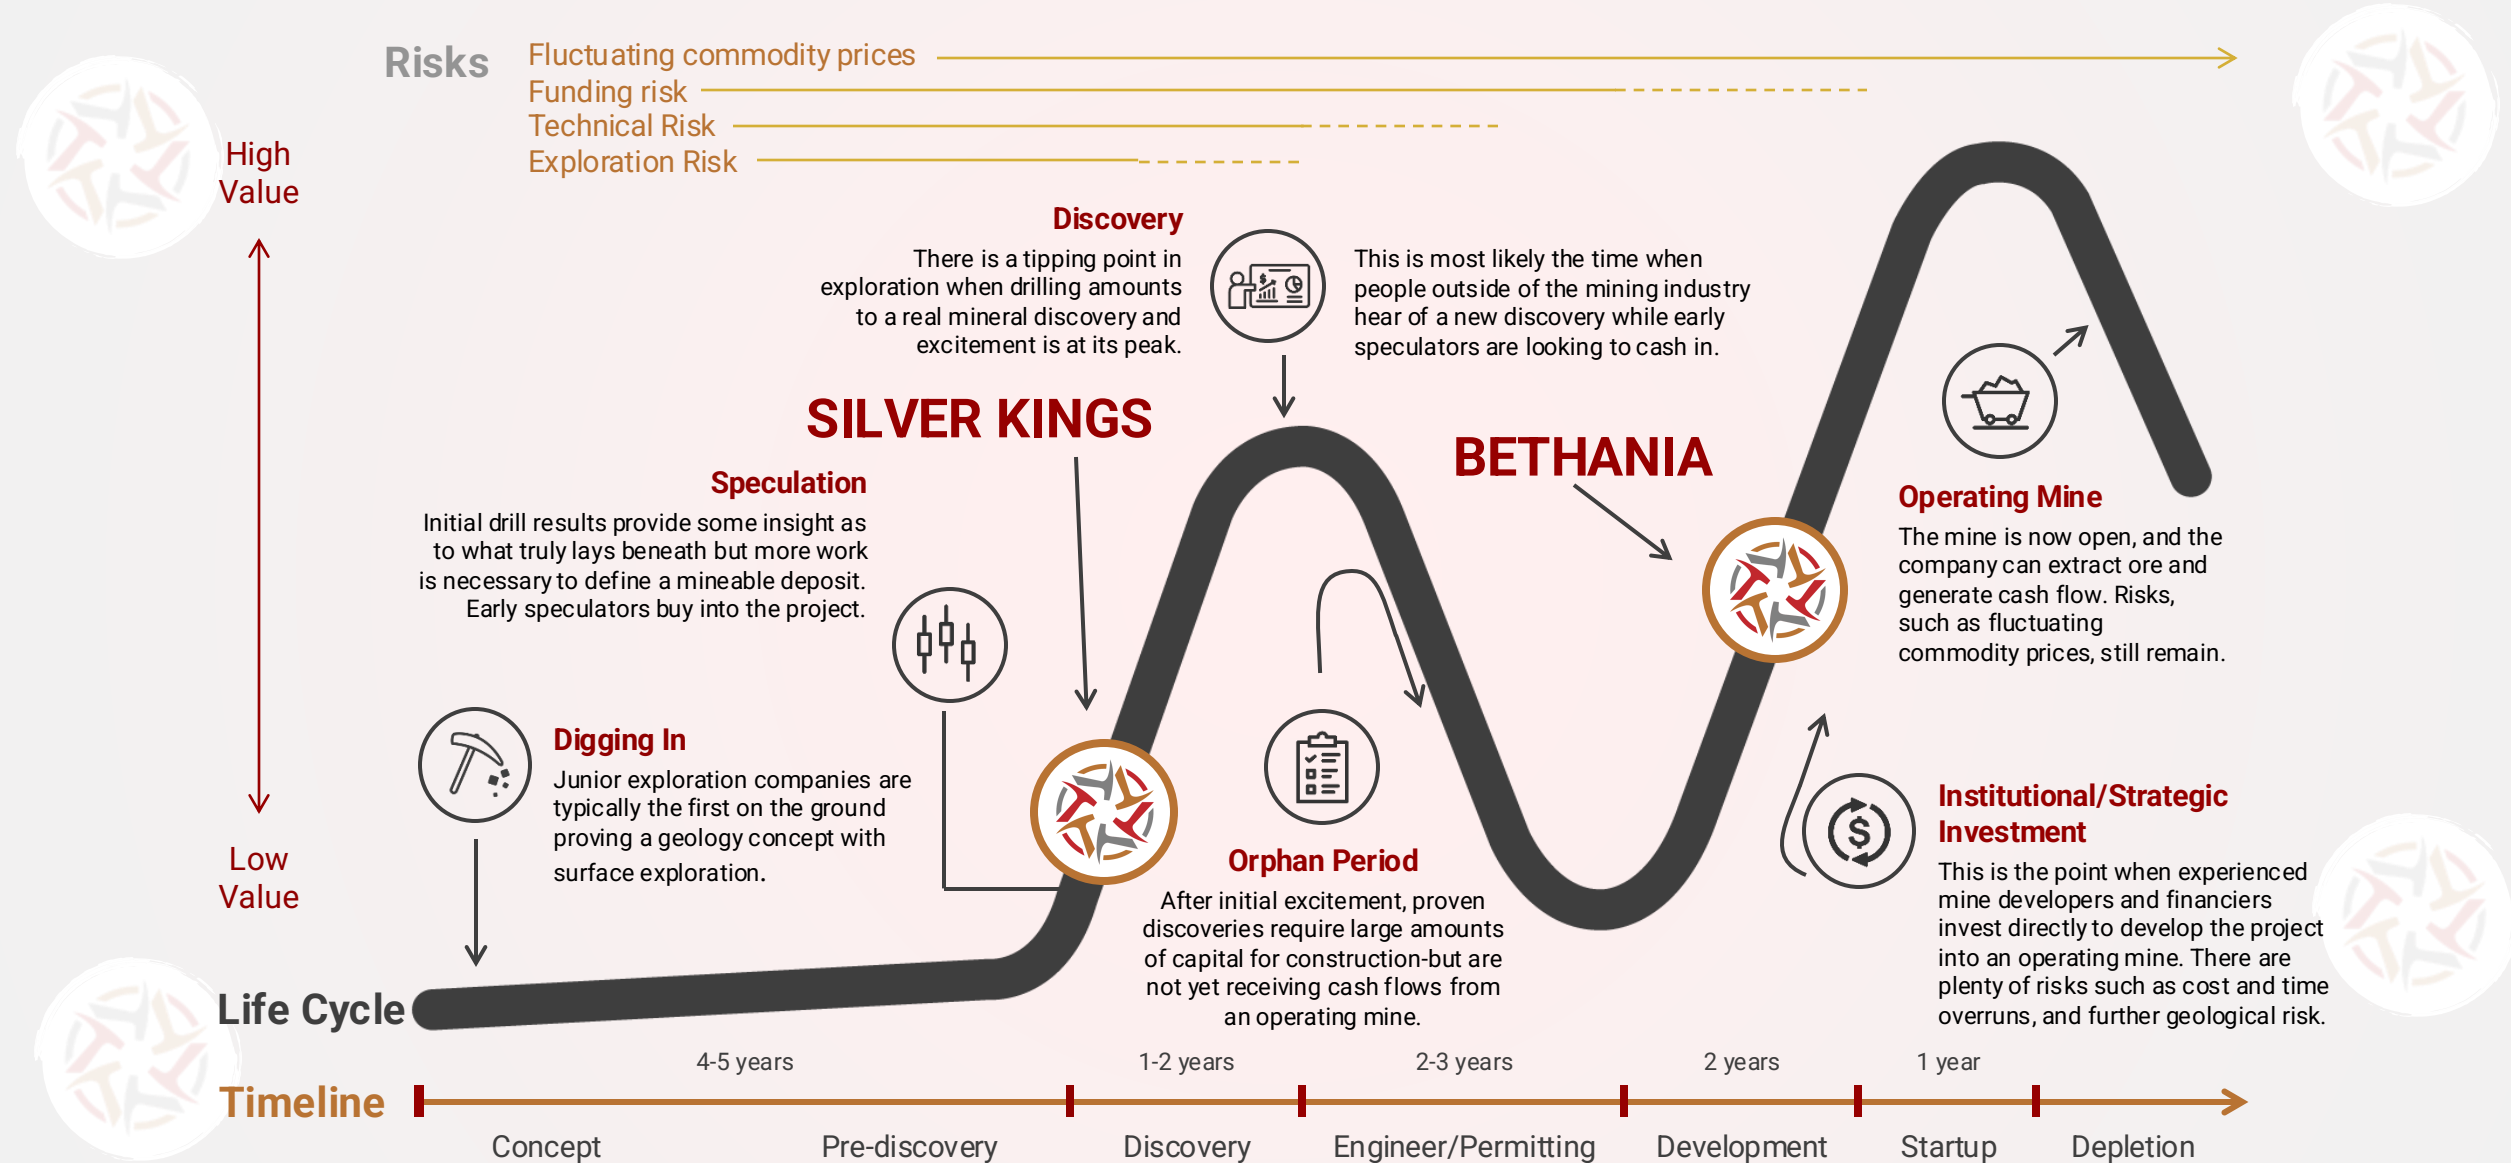 Risks
Fluctuating commodity prices
Funding risk
Technical Risk
Exploration Risk
High
Value
Discovery
There is a tipping point in
exploration when drilling amounts
to a real mineral discovery and
excitement is at its peak.
This is most likely the time when
people outside of the mining industry
hear of a new discovery while early
speculators are looking to cash in.
SILVER KINGS
BETHANIA
Speculation
Initial drill results provide some insight as
to what truly lays beneath but more work
is necessary to define a mineable deposit.
Early speculators buy into the project.
Operating Mine
The mine is now open, and the
company can extract ore and
generate cash flow. Risks,
such as fluctuating
commodity prices, still remain.
Digging In
Junior exploration companies are
typically the first on the ground
proving a geology concept with
surface exploration.
Orphan Period
After initial excitement, proven
discoveries require large amounts
of capital for construction-but are
not yet receiving cash flows from
an operating mine.
$
Institutional/Strategic
Investment
This is the point when experienced
mine developers and financiers
invest directly to develop the project
into an operating mine. There are
plenty of risks such as cost and time
overruns, and further geological risk.
Low
Value
Life Cycle
4-5 years
1-2 years
2-3 years
2 years
1 year
Timeline
Concept
Pre-discovery
Discovery
Engineer/Permitting
Development
Startup
Depletion